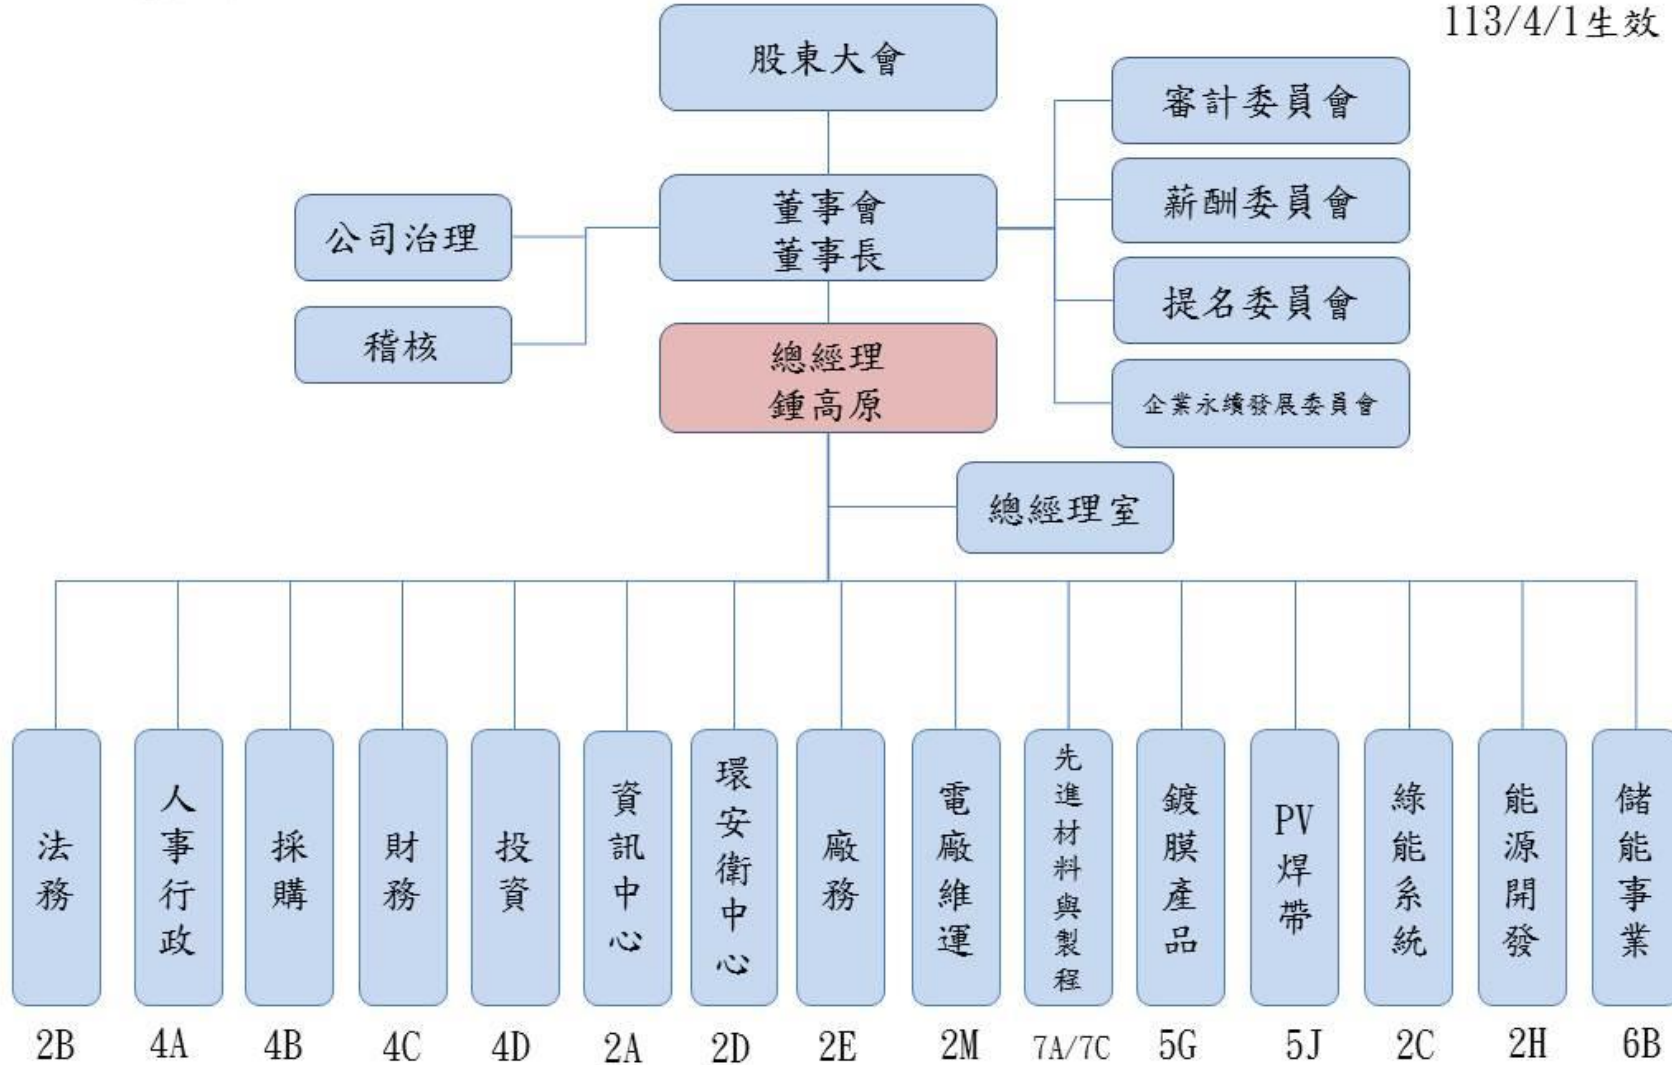 113/4/1生效
股東大會
審計委員會
薪酬委員會
董事會
董事長
公司治理
提名委員會
稽核
總經理
鍾高原
企業永續發展委員會
總經理室
法務
人事行政
採購
財務
投資
資訊中心
環安衛中心
廠務
電廠維運
先進材料與製程
鍍膜產品
PV焊帶
綠能系統
能源開發
儲能事業
2B 4A 4B 4C 4D 2A 2D 2E 2M 7A/7C 5G 5J 2C 2H 6B